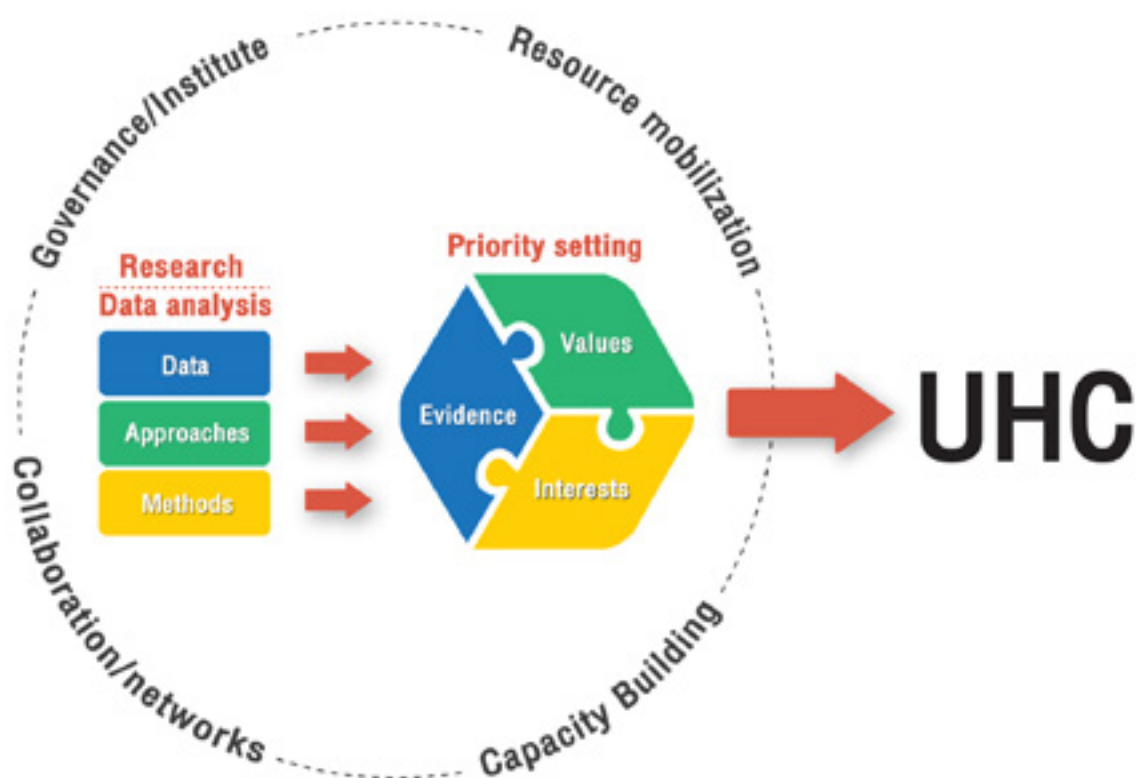 Governance/Institute
Resource mobilization
Research
Data analysis
Data
Approaches
Methods
Priority setting
Values
Evidence
Interests
UHC
Collaboration/networks
Capacity Building